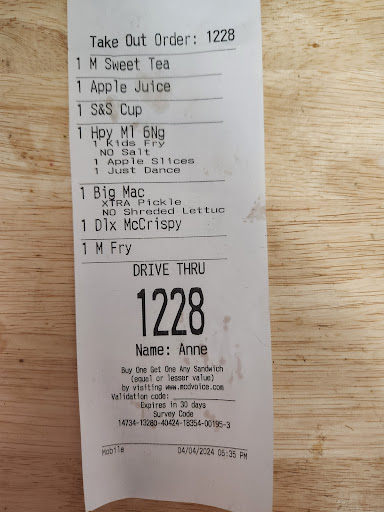 Take Out Order: 1228
1 M Sweet Tea
1 Apple Juice
1 S&S Cup
1 Hpy Ml 6Ng
1 Kids Fry
NO Salt
1 Apple Slices
1 Just Dance
1 Big Mac
XTRA Pickle
NO Shredded Lettuc
1 Dlx McCrispy
1 M Fry
DRIVE THRU
1228
Name: Anne
Buy One Get One Any Sandwich
(equal or lesser value)
by visiting www.mcdvoice.com
Validation code:
Expires in 30 days
Survey Code
14734-13280-40424-18354-00195-3
Mobile 04/04/2024 06:35 PM